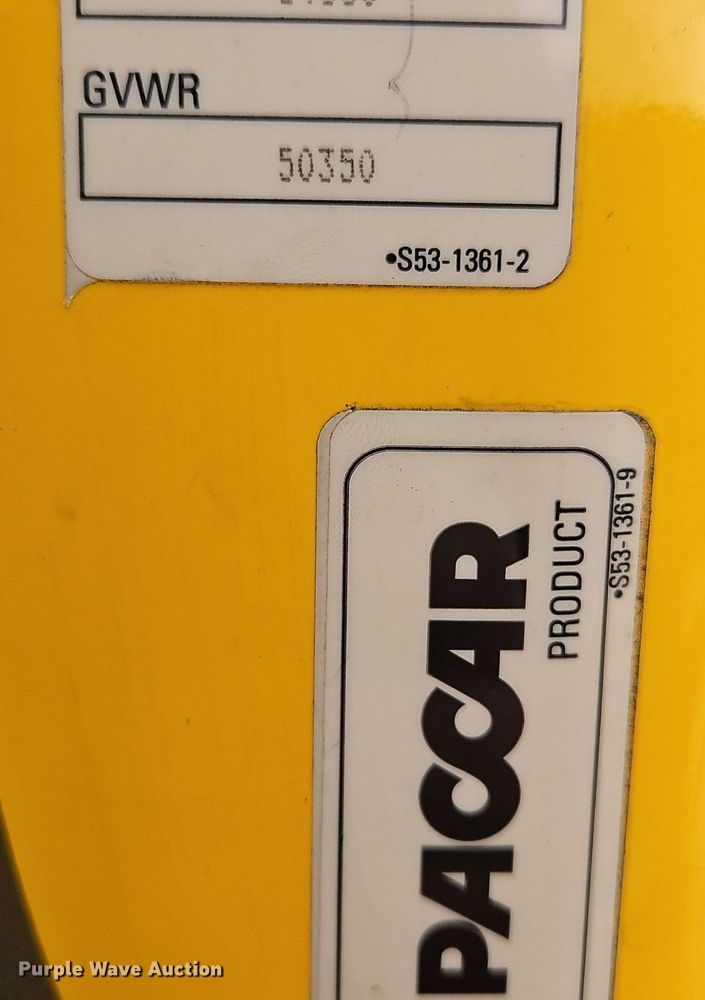 GVWR
50350
•S53-1361-2
PACCAR
PRODUCT
•S53-1361-9
Purple Wave Auction